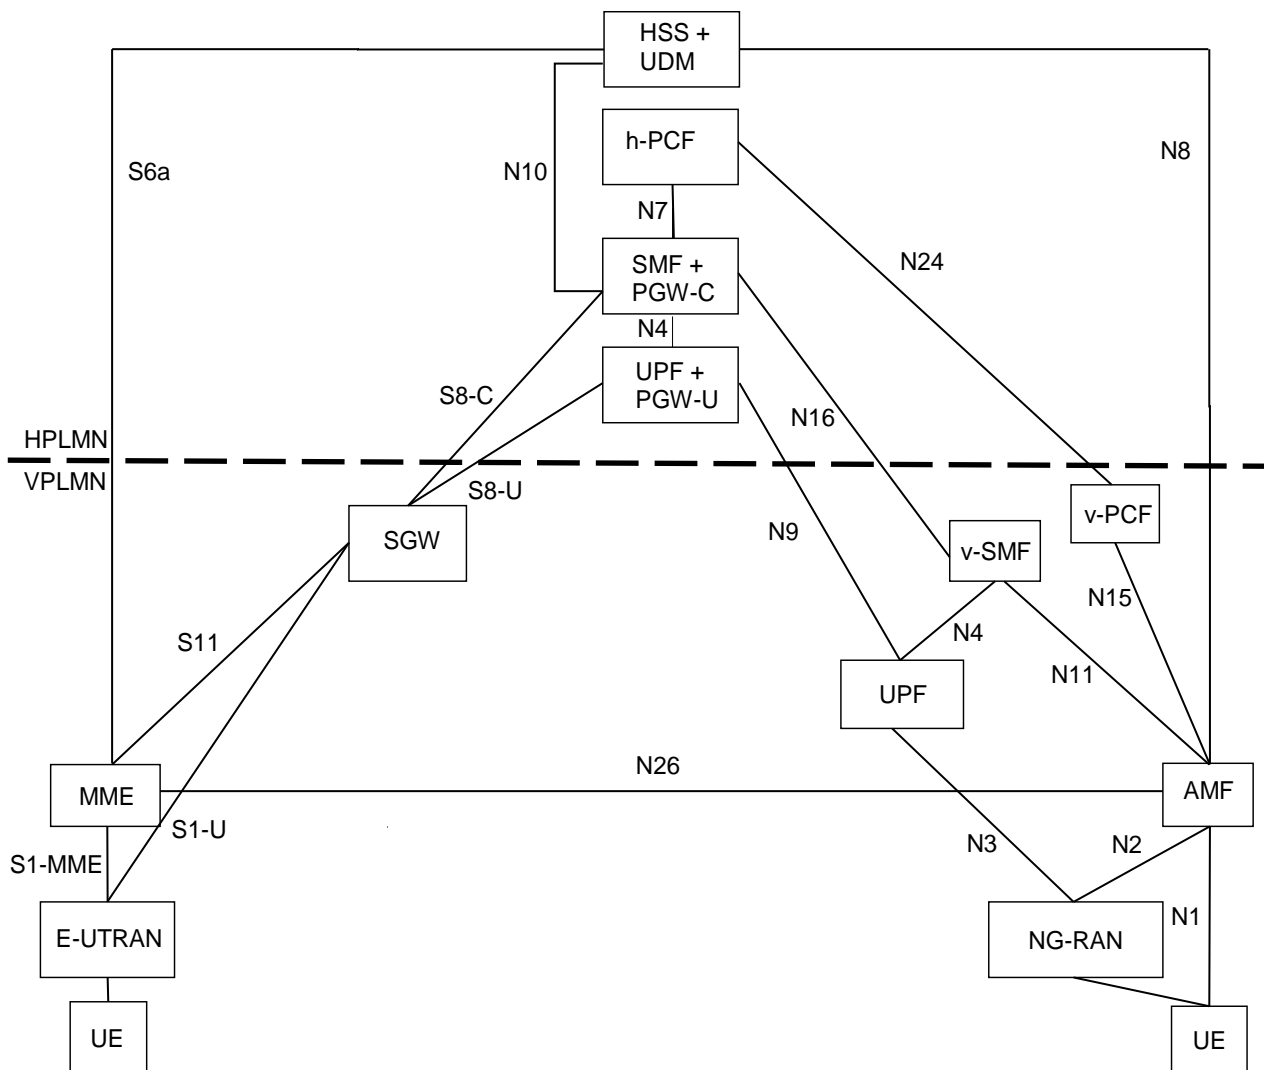 HSS +
UDM
h-PCF
S6a
N10
N8
N7
SMF +
PGW-C
N24
N4
UPF +
PGW-U
S8-C
N16
HPLMN
VPLMN
S8-U
v-PCF
SGW
N9
v-SMF
N15
S11
N4
N11
UPF
N26
MME
AMF
S1-U
N3
N2
S1-MME
N1
E-UTRAN
NG-RAN
UE
UE